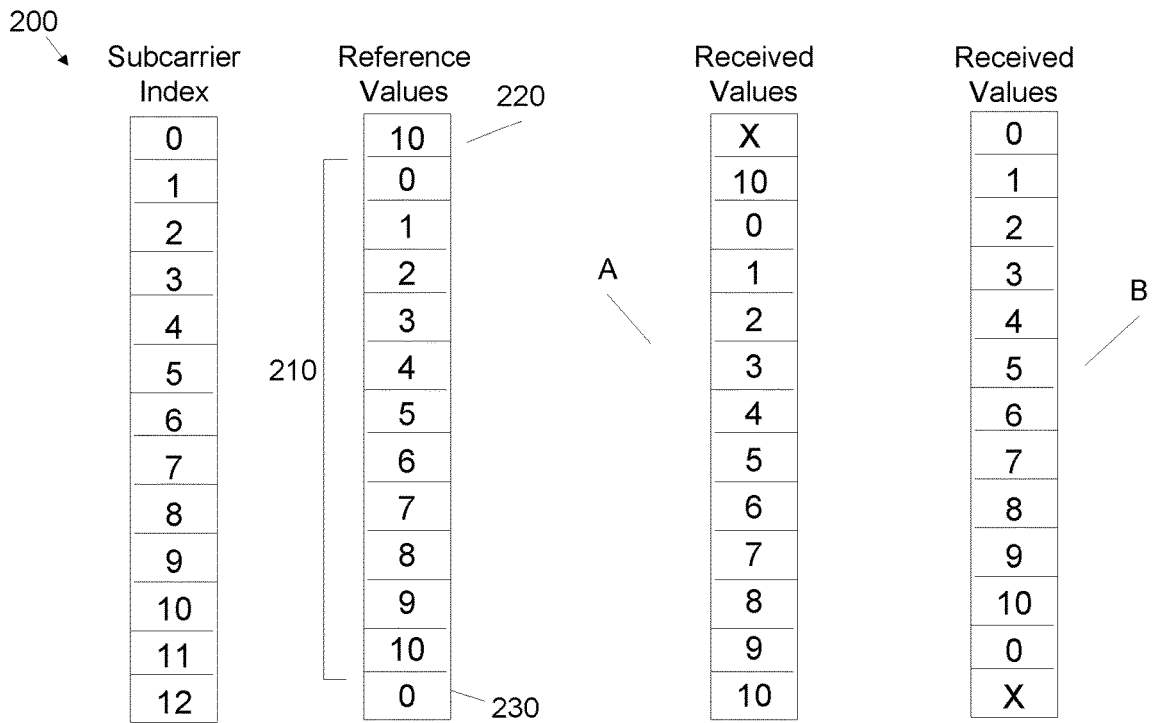 200
Subcarrier Index
Reference Values
Received Values
Received Values
220
0 10 X 0
1 0 10 1
2 1 0 2
3 2 1 3
A
B
4 3 2 4
210
5 4 3 5
6 5 4 6
7 6 5 7
8 7 6 8
9 8 7 9
10 9 8 10
11 10 9 0
12 0 10 X
230